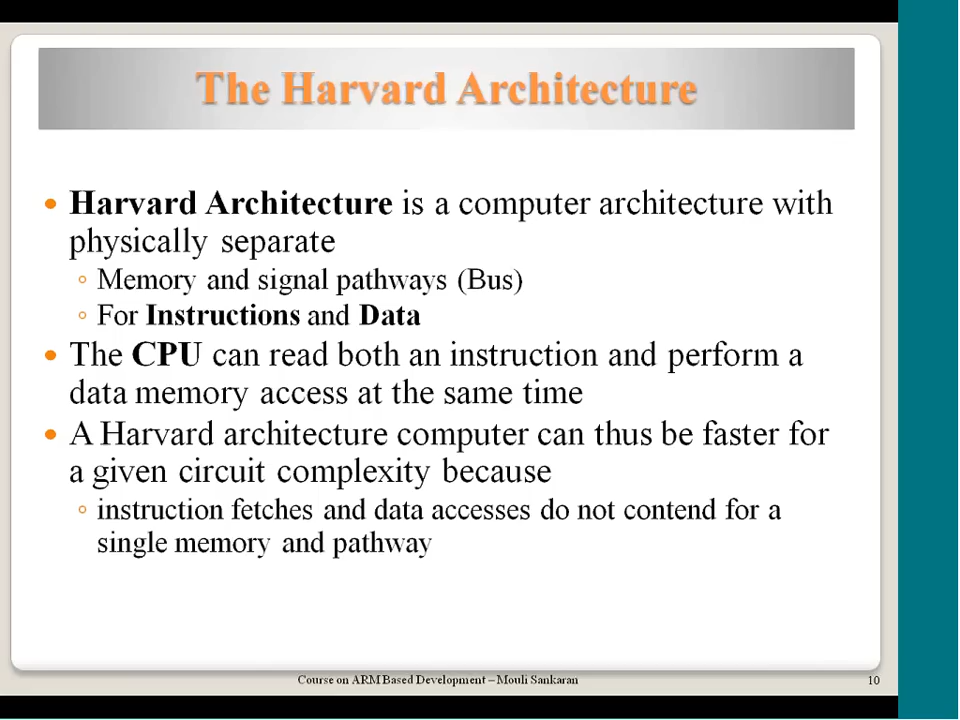 The Harvard Architecture
• Harvard Architecture is a computer architecture with
physically separate
◦ Memory and signal pathways (Bus)
◦ For Instructions and Data
• The CPU can read both an instruction and perform a
data memory access at the same time
• A Harvard architecture computer can thus be faster for
a given circuit complexity because
◦ instruction fetches and data accesses do not contend for a
single memory and pathway
Course on ARM Based Development – Mouli Sankaran
10